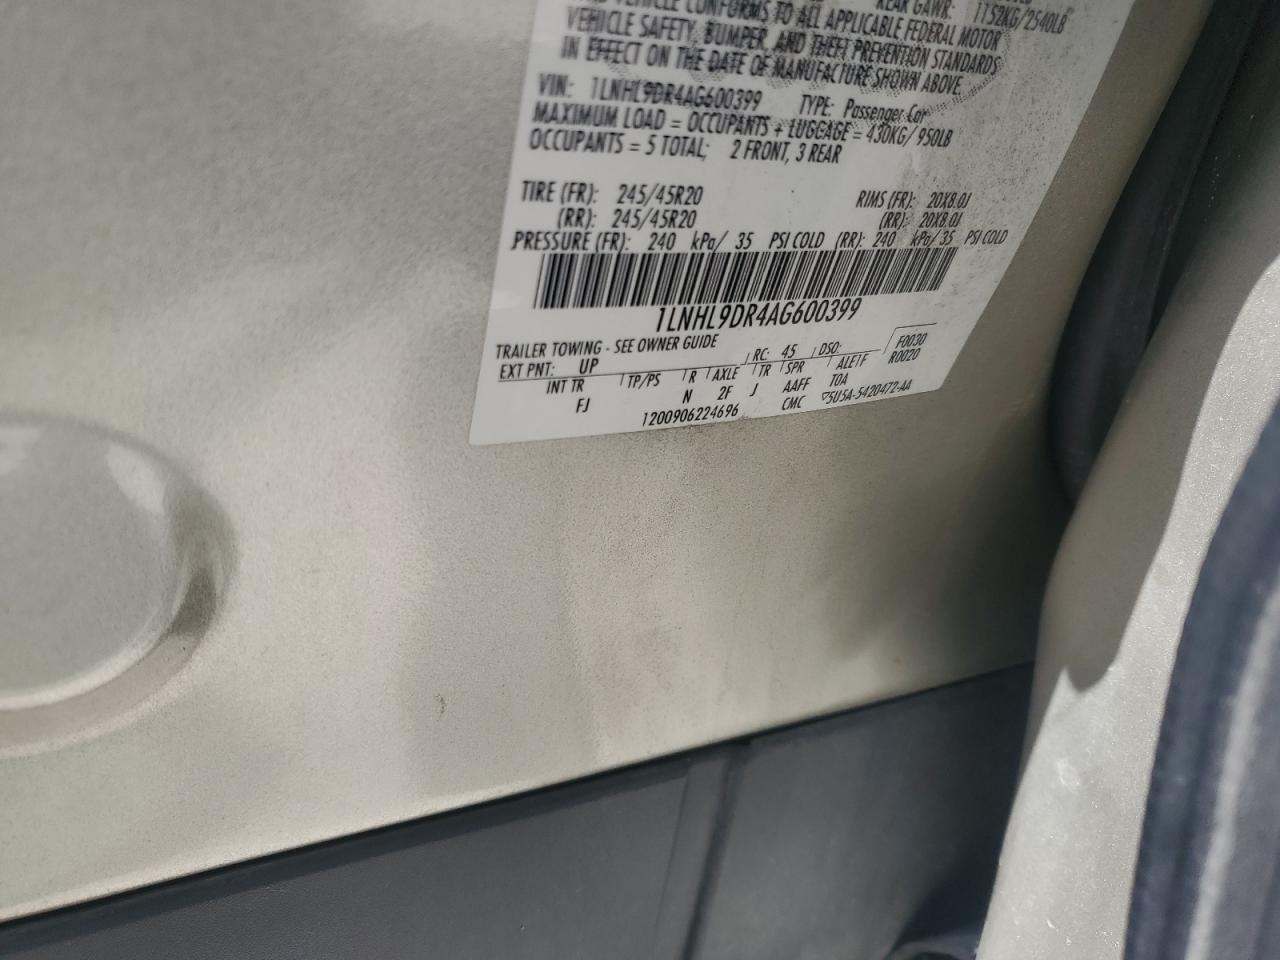 REAR GAWR: 1152KG/2540LB
VEHICLE CONFORMS TO ALL APPLICABLE FEDERAL MOTOR
VEHICLE SAFETY, BUMPER, AND THEFT PREVENTION STANDARDS
IN EFFECT ON THE DATE OF MANUFACTURE SHOWN ABOVE.
VIN: 1LNHL9DR4AG600399 TYPE: Passenger Car
MAXIMUM LOAD = OCCUPANTS + LUGGAGE = 430KG/950LB
OCCUPANTS = 5 TOTAL; 2 FRONT, 3 REAR
TIRE (FR): 245/45R20 RIMS (FR): 20X8.0J
(RR): 245/45R20 (RR): 20X8.0J
PRESSURE (FR): 240 kPa/ 35 PSI COLD (RR): 240 kPa/ 35 PSI COLD
1LNHL9DR4AG600399
TRAILER TOWING - SEE OWNER GUIDE
EXT PNT: UP RC: 45 DSO: F0030
INT TR TP/PS R AXLE TR SPR ALE1F R0020
FJ N 2F J AAFF T0A
1200906224696 CMC ▽5U5A-5420472-AA